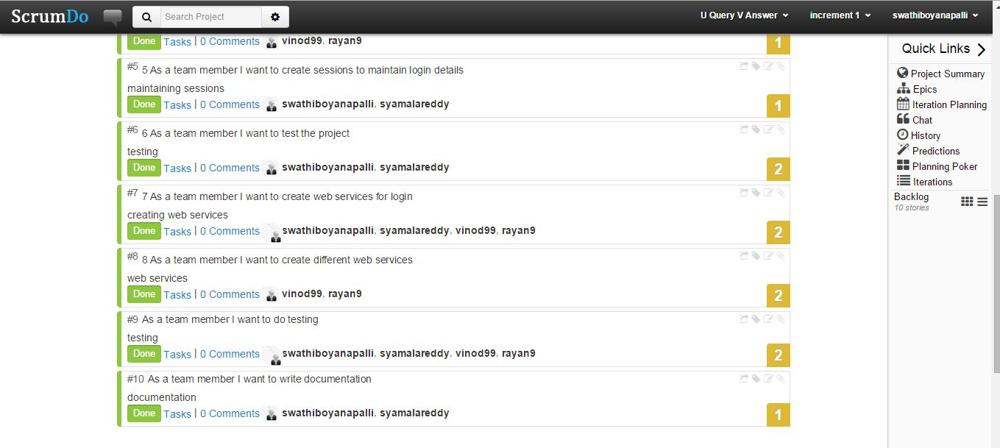 ScrumDo Search Project U Query V Answer increment 1 swathiboyanapalli
Done Tasks | 0 Comments vinod99, rayan9 1
#5 5 As a team member I want to create sessions to maintain login details
maintaining sessions
Done Tasks | 0 Comments swathiboyanapalli, syamalareddy 1
#6 6 As a team member I want to test the project
testing
Done Tasks | 0 Comments swathiboyanapalli, syamalareddy 2
#7 7 As a team member I want to create web services for login
creating web services
Done Tasks | 0 Comments swathiboyanapalli, syamalareddy, vinod99, rayan9 2
#8 8 As a team member I want to create different web services
web services
Done Tasks | 0 Comments vinod99, rayan9 2
#9 As a team member I want to do testing
testing
Done Tasks | 0 Comments swathiboyanapalli, syamalareddy, vinod99, rayan9 2
#10 As a team member I want to write documentation
documentation
Done Tasks | 0 Comments swathiboyanapalli, syamalareddy 1
Quick Links
Project Summary
Epics
Iteration Planning
Chat
History
Predictions
Planning Poker
Iterations
Backlog
10 stories